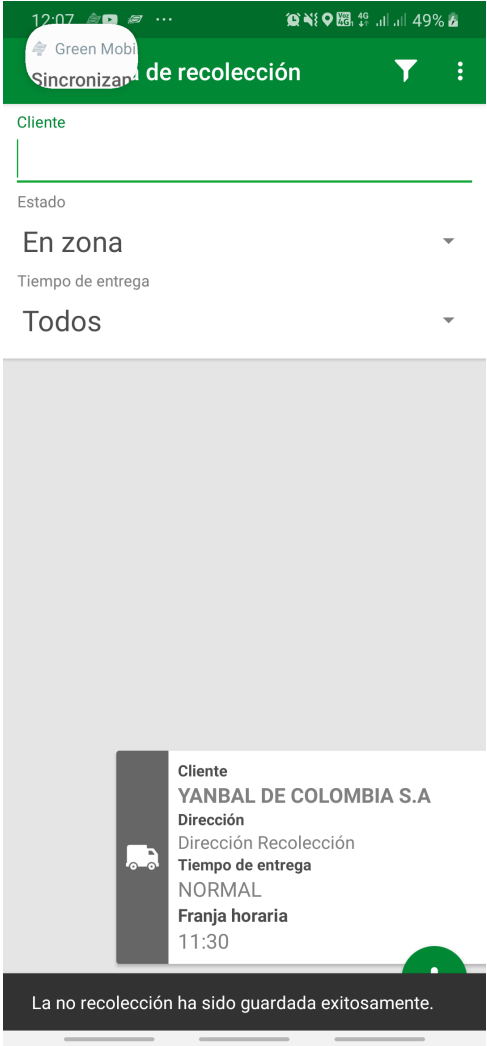 12:07
49%
Green Mobi
Sincronizan
de recolección
Cliente
Estado
En zona
Tiempo de entrega
Todos
Cliente
YANBAL DE COLOMBIA S.A
Dirección
Dirección Recolección
Tiempo de entrega
NORMAL
Franja horaria
11:30
La no recolección ha sido guardada exitosamente.